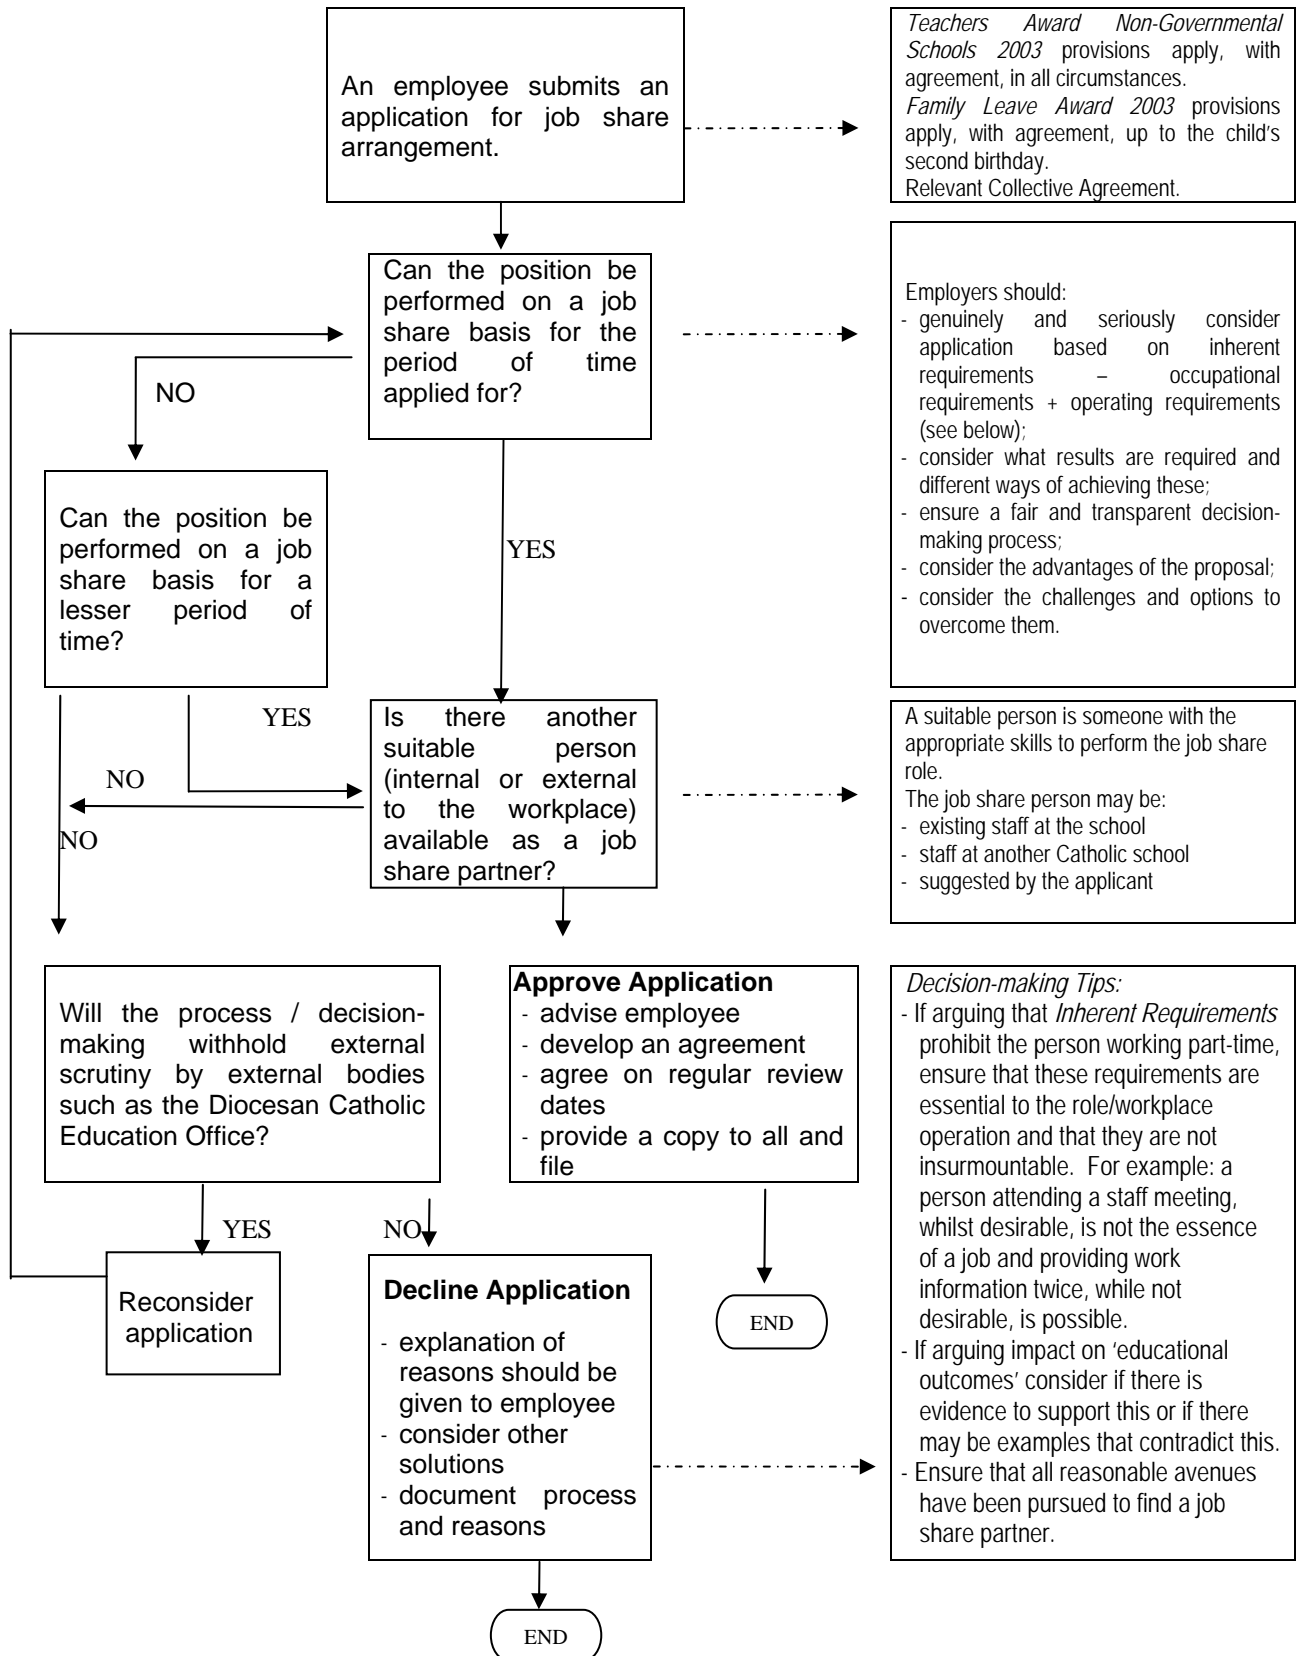 An employee submits an
application for job share
arrangement.
Teachers Award Non-Governmental
Schools 2003 provisions apply, with
agreement, in all circumstances.
Family Leave Award 2003 provisions
apply, with agreement, up to the child's
second birthday.
Relevant Collective Agreement.
Can the position be
performed on a job
share basis for the
period of time
applied for?
Employers should:
- genuinely and seriously consider
application based on inherent
requirements – occupational
requirements + operating requirements
(see below);
- consider what results are required and
different ways of achieving these;
- ensure a fair and transparent decision-
making process;
- consider the advantages of the proposal;
- consider the challenges and options to
overcome them.
NO
Can the position be
performed on a job
share basis for a
lesser period of
time?
YES
YES
NO
NO
Is there another
suitable person
(internal or external
to the workplace)
available as a job
share partner?
A suitable person is someone with the
appropriate skills to perform the job share
role.
The job share person may be:
- existing staff at the school
- staff at another Catholic school
- suggested by the applicant
Will the process / decision-
making withhold external
scrutiny by external bodies
such as the Diocesan Catholic
Education Office?
Approve Application
- advise employee
- develop an agreement
- agree on regular review
dates
- provide a copy to all and
file
Decision-making Tips:
- If arguing that Inherent Requirements
prohibit the person working part-time,
ensure that these requirements are
essential to the role/workplace
operation and that they are not
insurmountable. For example: a
person attending a staff meeting,
whilst desirable, is not the essence
of a job and providing work
information twice, while not
desirable, is possible.
- If arguing impact on 'educational
outcomes' consider if there is
evidence to support this or if there
may be examples that contradict this.
- Ensure that all reasonable avenues
have been pursued to find a job
share partner.
YES
NO
Reconsider
application
Decline Application
- explanation of
reasons should be
given to employee
- consider other
solutions
- document process
and reasons
END
END